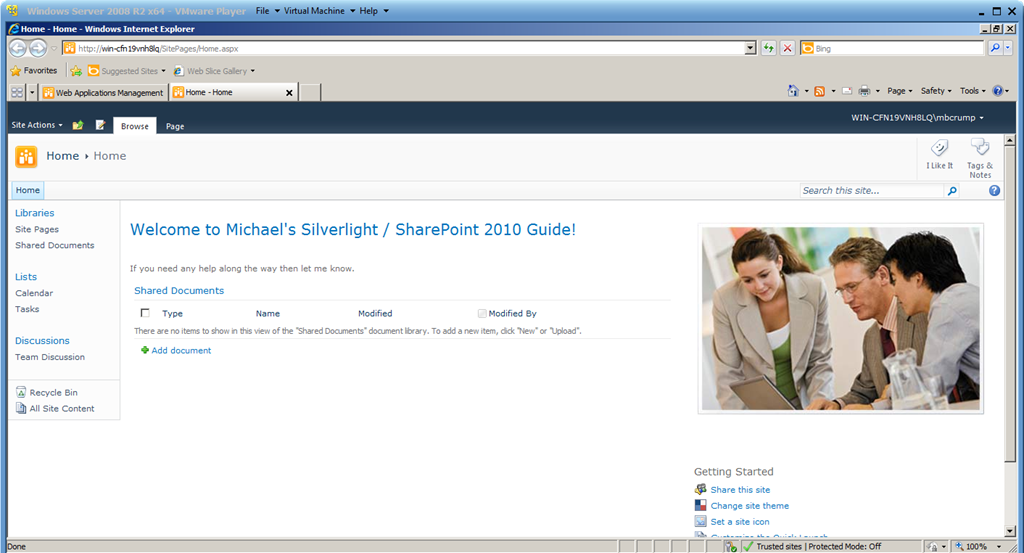 Windows Server 2008 R2 x64 - VMware Player File Virtual Machine Help
Home - Home - Windows Internet Explorer
http://win-cfn19vnh8lq/SitePages/Home.aspx Bing
Favorites Suggested Sites Web Slice Gallery
Web Applications Management Home - Home Page Safety Tools
Site Actions Browse Page WIN-CFN19VNH8LQ\mbcrump
Home Home
I Like It Tags &
Notes
Home Search this site...
Libraries
Site Pages
Shared Documents
Lists
Calendar
Tasks
Discussions
Team Discussion
Recycle Bin
All Site Content
Welcome to Michael's Silverlight / SharePoint 2010 Guide!
If you need any help along the way then let me know.
Shared Documents
Type Name Modified Modified By
There are no items to show in this view of the "Shared Documents" document library. To add a new item, click "New" or "Upload".
Add document
Getting Started
Share this site
Change site theme
Set a site icon
Customize the Quick Launch
Done Trusted sites | Protected Mode: Off 100%